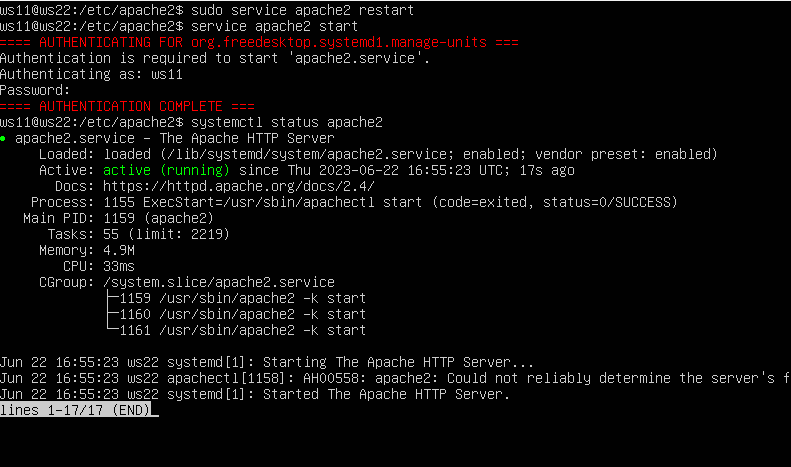 ws11@ws22:/etc/apache2$ sudo service apache2 restart
ws11@ws22:/etc/apache2$ service apache2 start
==== AUTHENTICATING FOR org.freedesktop.systemd1.manage-units ===
Authentication is required to start 'apache2.service'.
Authenticating as: ws11
Password:
==== AUTHENTICATION COMPLETE ===
ws11@ws22:/etc/apache2$ systemctl status apache2
● apache2.service – The Apache HTTP Server
     Loaded: loaded (/lib/systemd/system/apache2.service; enabled; vendor preset: enabled)
     Active: active (running) since Thu 2023-06-22 16:55:23 UTC; 17s ago
       Docs: https://httpd.apache.org/docs/2.4/
    Process: 1155 ExecStart=/usr/sbin/apachectl start (code=exited, status=0/SUCCESS)
   Main PID: 1159 (apache2)
      Tasks: 55 (limit: 2219)
     Memory: 4.9M
        CPU: 33ms
     CGroup: /system.slice/apache2.service
             ├─1159 /usr/sbin/apache2 -k start
             ├─1160 /usr/sbin/apache2 -k start
             └─1161 /usr/sbin/apache2 -k start
Jun 22 16:55:23 ws22 systemd[1]: Starting The Apache HTTP Server...
Jun 22 16:55:23 ws22 apachectl[1158]: AH00558: apache2: Could not reliably determine the server's f
Jun 22 16:55:23 ws22 systemd[1]: Started The Apache HTTP Server.
lines 1-17/17 (END)